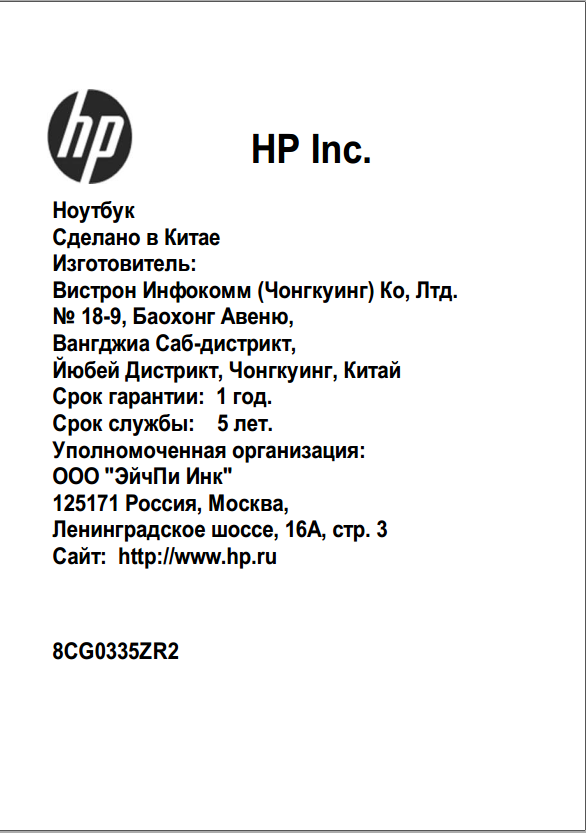 hp
HP Inc.
Ноутбук
Сделано в Китае
Изготовитель:
Вистрон Инфокомм (Чонгкуинг) Ко, Лтд.
№ 18-9, Баохонг Авеню,
Вангджиа Саб-дистрикт,
Йюбей Дистрикт, Чонгкуинг, Китай
Срок гарантии: 1 год.
Срок службы: 5 лет.
Уполномоченная организация:
ООО "ЭйчПи Инк"
125171 Россия, Москва,
Ленинградское шоссе, 16А, стр. 3
Сайт: http://www.hp.ru
8CG0335ZR2